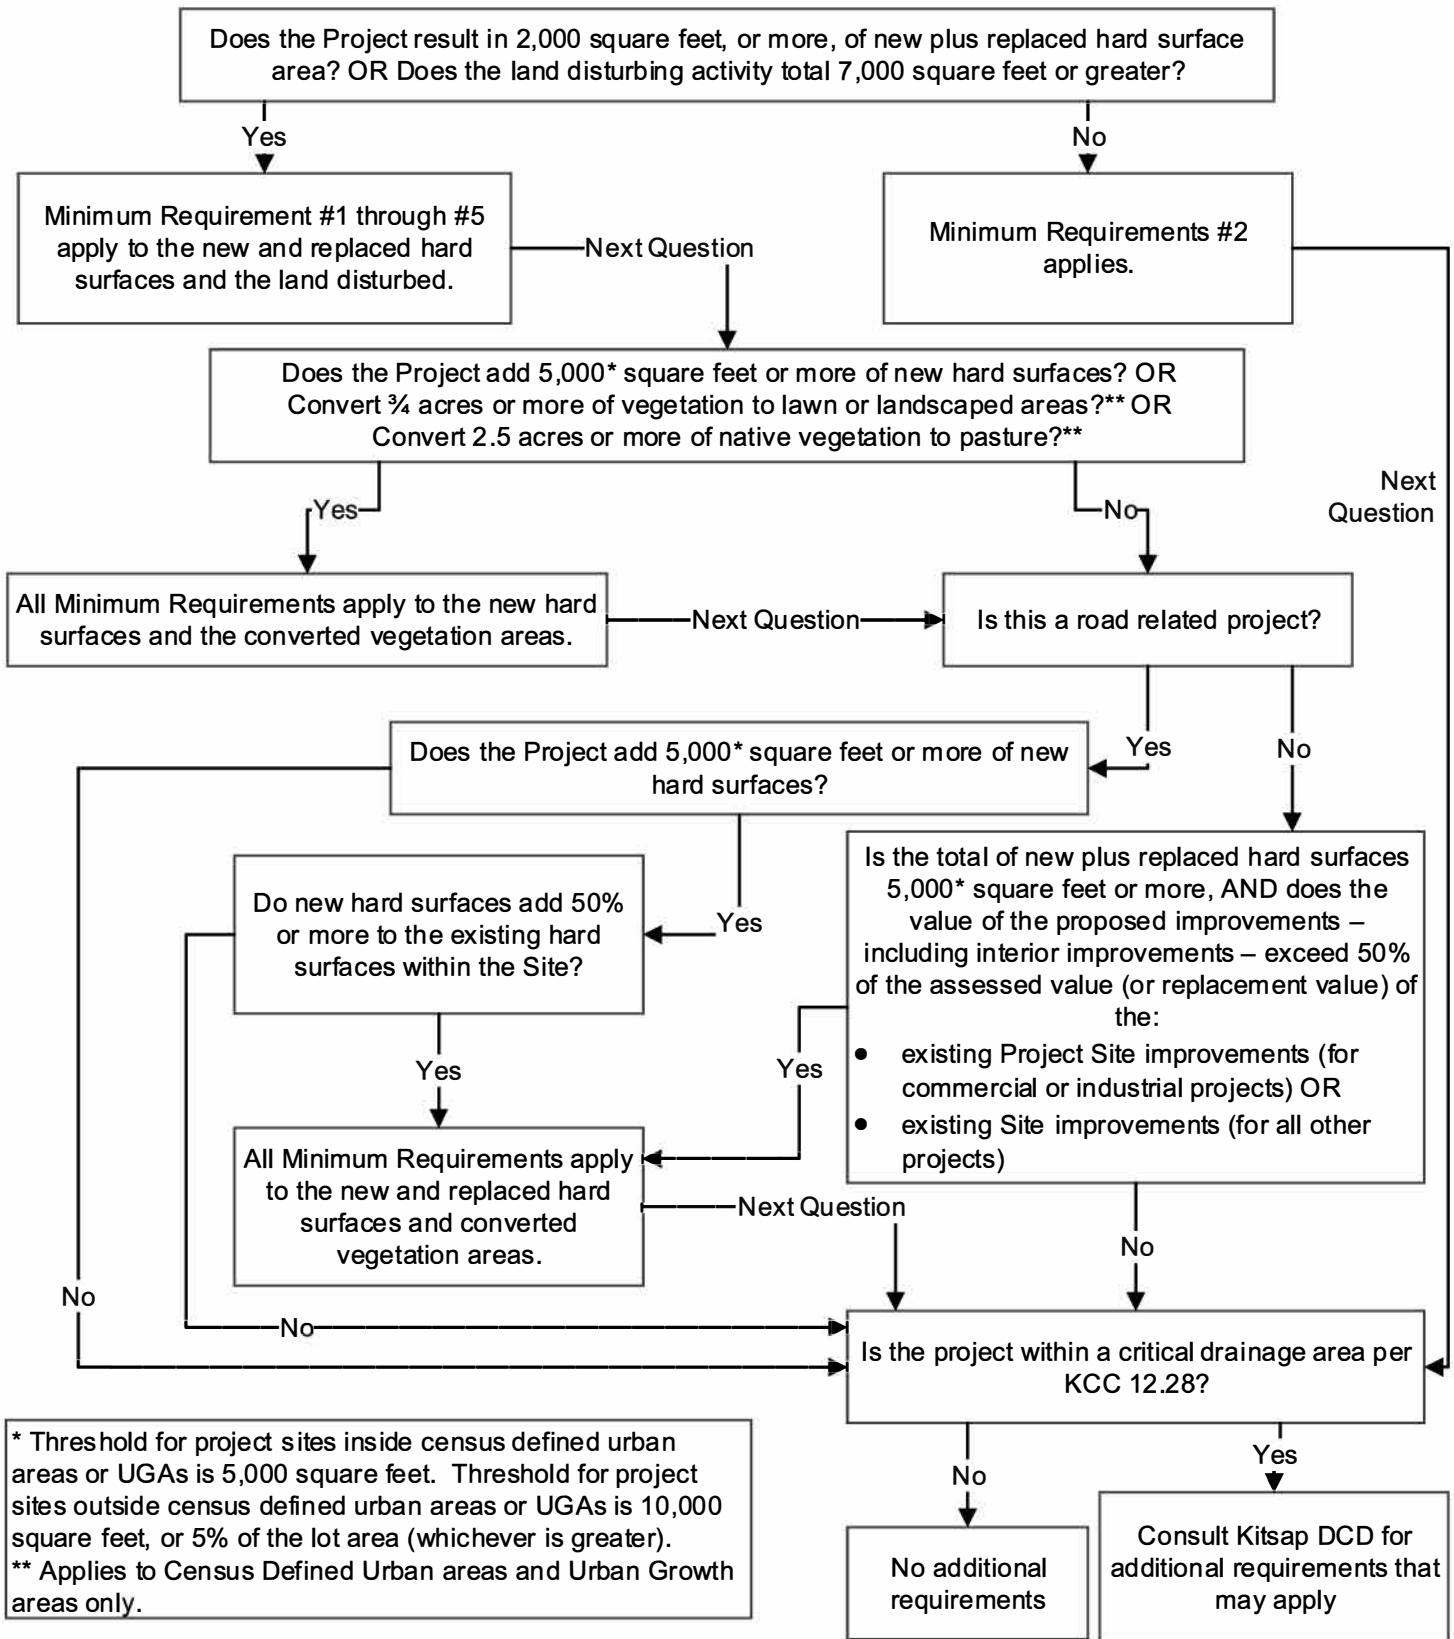 Does the Project result in 2,000 square feet, or more, of new plus replaced hard surface
area? OR Does the land disturbing activity total 7,000 square feet or greater?
Yes
No
Minimum Requirement #1 through #5
apply to the new and replaced hard
surfaces and the land disturbed.
Next Question
Minimum Requirements #2
applies.
Does the Project add 5,000* square feet or more of new hard surfaces? OR
Convert ¾ acres or more of vegetation to lawn or landscaped areas?** OR
Convert 2.5 acres or more of native vegetation to pasture?**
Next
Question
Yes
No
All Minimum Requirements apply to the new hard
surfaces and the converted vegetation areas.
Next Question
Is this a road related project?
Yes
No
Does the Project add 5,000* square feet or more of new
hard surfaces?
Yes
Do new hard surfaces add 50%
or more to the existing hard
surfaces within the Site?
Is the total of new plus replaced hard surfaces
5,000* square feet or more, AND does the
value of the proposed improvements –
including interior improvements – exceed 50%
of the assessed value (or replacement value) of
the:
• existing Project Site improvements (for
commercial or industrial projects) OR
• existing Site improvements (for all other
projects)
Yes
Yes
All Minimum Requirements apply
to the new and replaced hard
surfaces and converted
vegetation areas.
Next Question
No
No
No
Is the project within a critical drainage area per
KCC 12.28?
No
Yes
No additional
requirements
Consult Kitsap DCD for
additional requirements that
may apply
* Threshold for project sites inside census defined urban
areas or UGAs is 5,000 square feet. Threshold for project
sites outside census defined urban areas or UGAs is 10,000
square feet, or 5% of the lot area (whichever is greater).
** Applies to Census Defined Urban areas and Urban Growth
areas only.